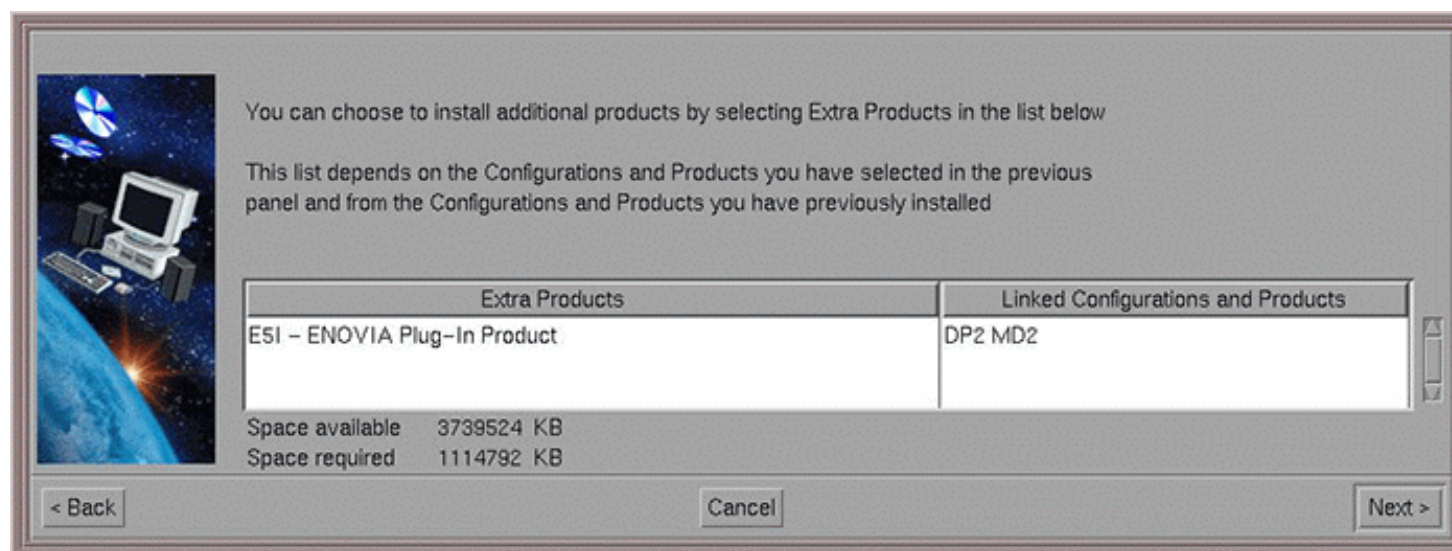 You can choose to install additional products by selecting Extra Products in the list below
This list depends on the Configurations and Products you have selected in the previous
panel and from the Configurations and Products you have previously installed
Extra Products Linked Configurations and Products
E5I – ENOVIA Plug–In Product DP2 MD2
Space available 3739524 KB
Space required 1114792 KB
< Back Cancel Next >